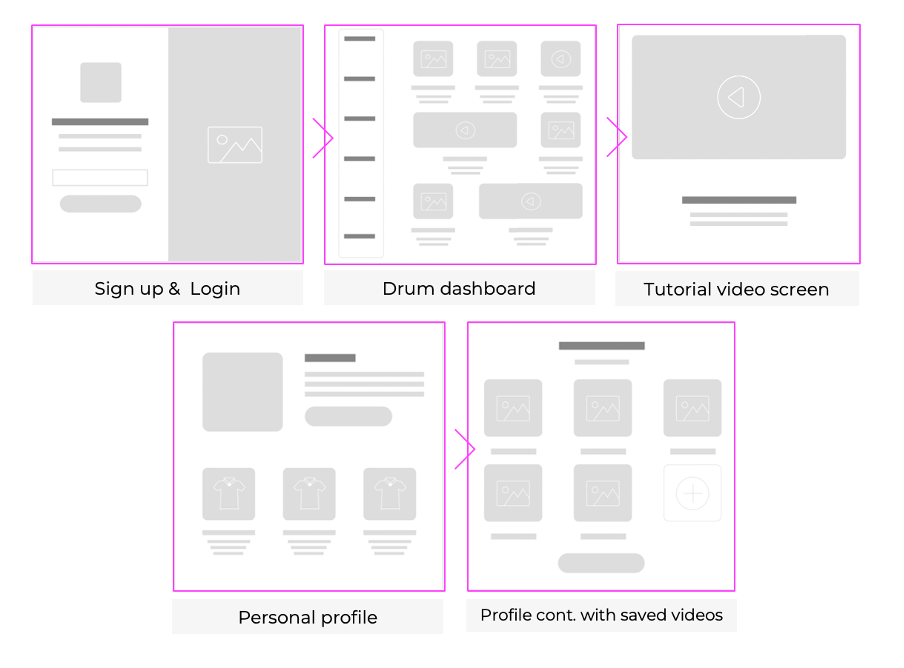 Sign up & Login
Drum dashboard
Tutorial video screen
Personal profile
Profile cont. with saved videos